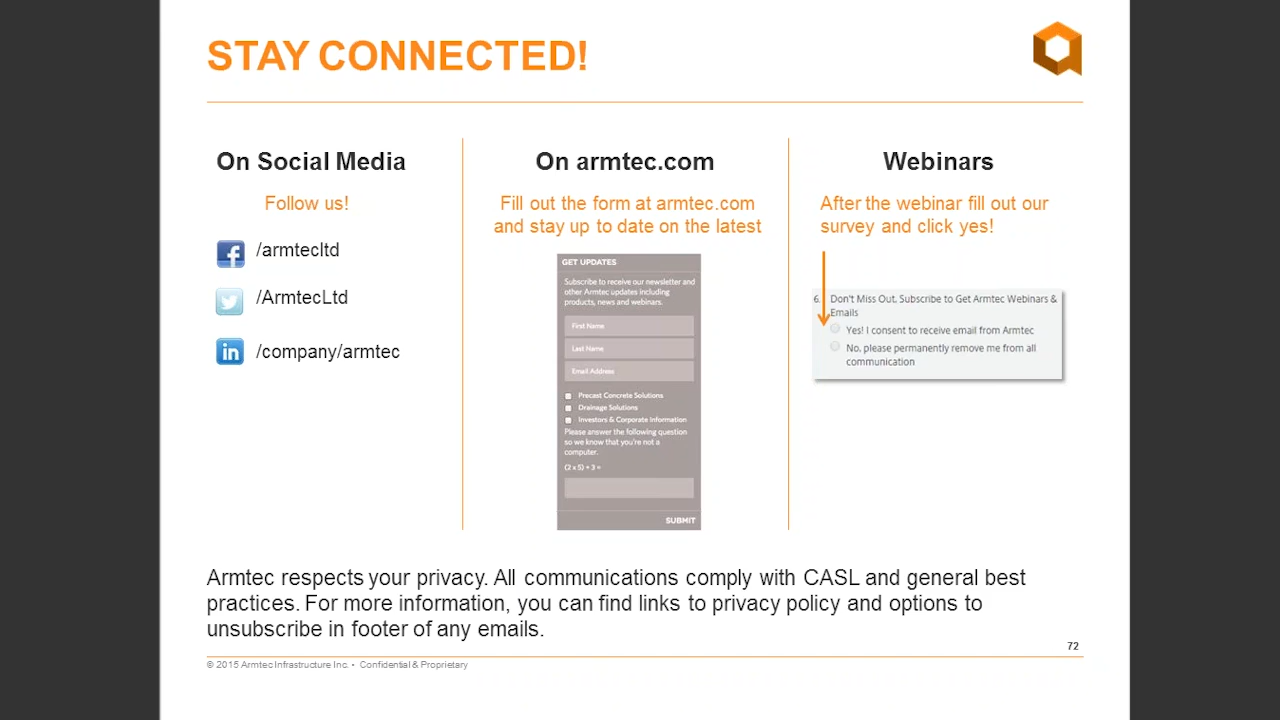 STAY CONNECTED!
On Social Media
Follow us!
/armtecltd
/ArmtecLtd
/company/armtec
On armtec.com
Fill out the form at armtec.com
and stay up to date on the latest
GET UPDATES
Subscribe to receive our newsletter and
other Armtec updates including
products, news and webinars.
First Name
Last Name
Email Address
Precast Concrete Solutions
Drainage Solutions
Investors & Corporate Information
Please answer the following question
so we know that you're not a
computer.
(2 x 5) + 3 =
SUBMIT
Webinars
After the webinar fill out our
survey and click yes!
6. Don't Miss Out, Subscribe to Get Armtec Webinars &
Emails
Yes! I consent to receive email from Armtec
No, please permanently remove me from all
communication
Armtec respects your privacy. All communications comply with CASL and general best
practices. For more information, you can find links to privacy policy and options to
unsubscribe in footer of any emails.
72
© 2015 Armtec Infrastructure Inc. • Confidential & Proprietary